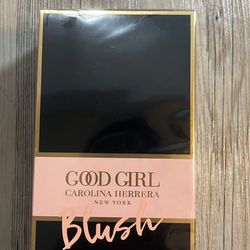 GOOD GIRL
CAROLINA HERRERA
NEW YORK
Blush